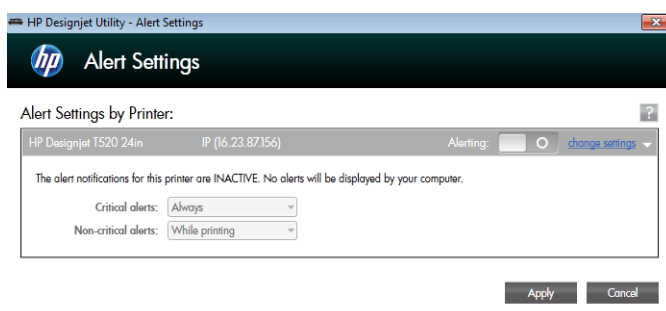 HP Designjet Utility - Alert Settings
hp Alert Settings
Alert Settings by Printer: ?
HP Designjet T520 24in IP (16.23.87.156) Alerting: O change settings
The alert notifications for this printer are INACTIVE. No alerts will be displayed by your computer.
Critical alerts: Always
Non-critical alerts: While printing
Apply Cancel